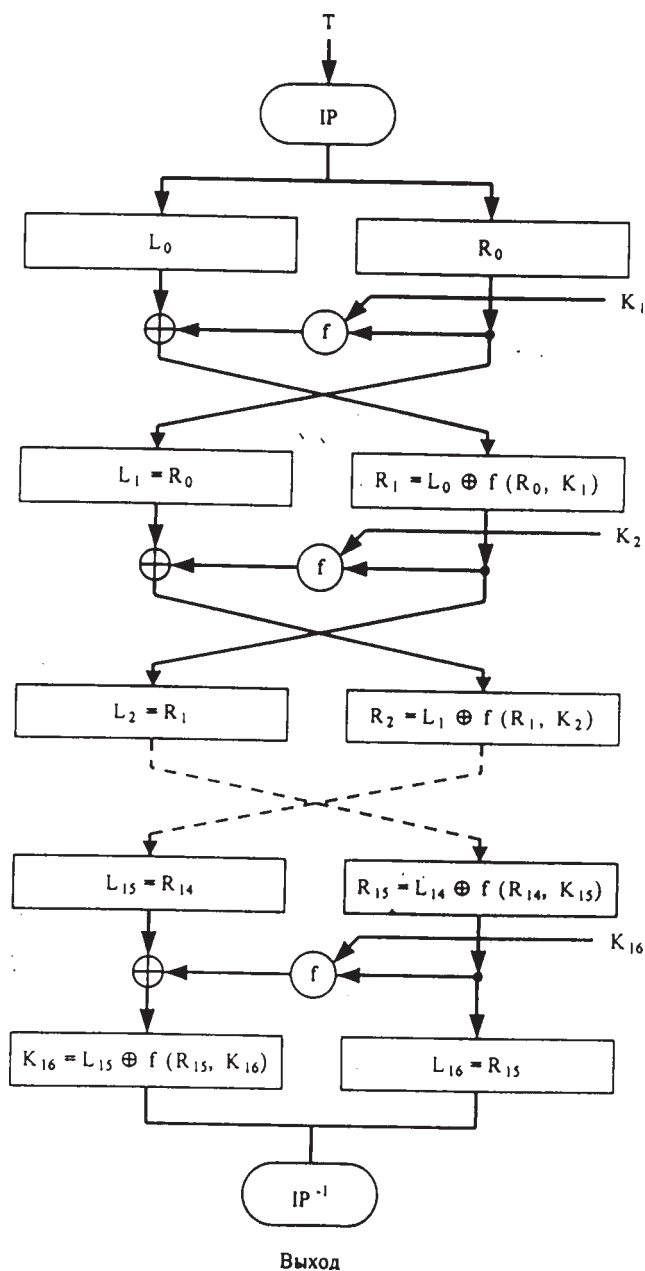 T
IP
L₀
R₀
K₁
f
L₁ = R₀
R₁ = L₀ ⊕ f (R₀, K₁)
K₂
f
L₂ = R₁
R₂ = L₁ ⊕ f (R₁, K₂)
L₁₅ = R₁₄
R₁₅ = L₁₄ ⊕ f (R₁₄, K₁₅)
K₁₆
f
K₁₆ = L₁₅ ⊕ f (R₁₅, K₁₆)
L₁₆ = R₁₅
IP⁻¹
Выход